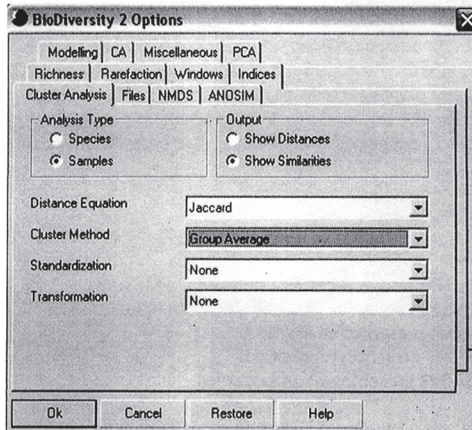 BioDiversity 2 Options
Modelling CA Miscellaneous PCA
Richness Rarefaction Windows Indices
Cluster Analysis Files NMDS ANOSIM
Analysis Type
Species
Samples
Output
Show Distances
Show Similarities
Distance Equation Jaccard
Cluster Method Group Average
Standardization None
Transformation None
Ok Cancel Restore Help